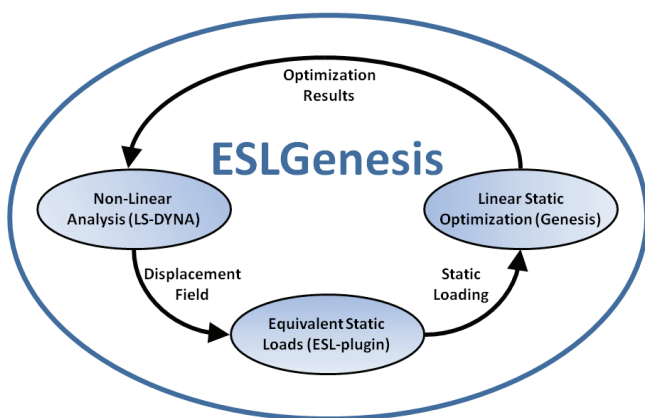 Optimization
Results
ESLGenesis
Non-Linear
Analysis (LS-DYNA)
Linear Static
Optimization (Genesis)
Displacement
Field
Static
Loading
Equivalent Static
Loads (ESL-plugin)